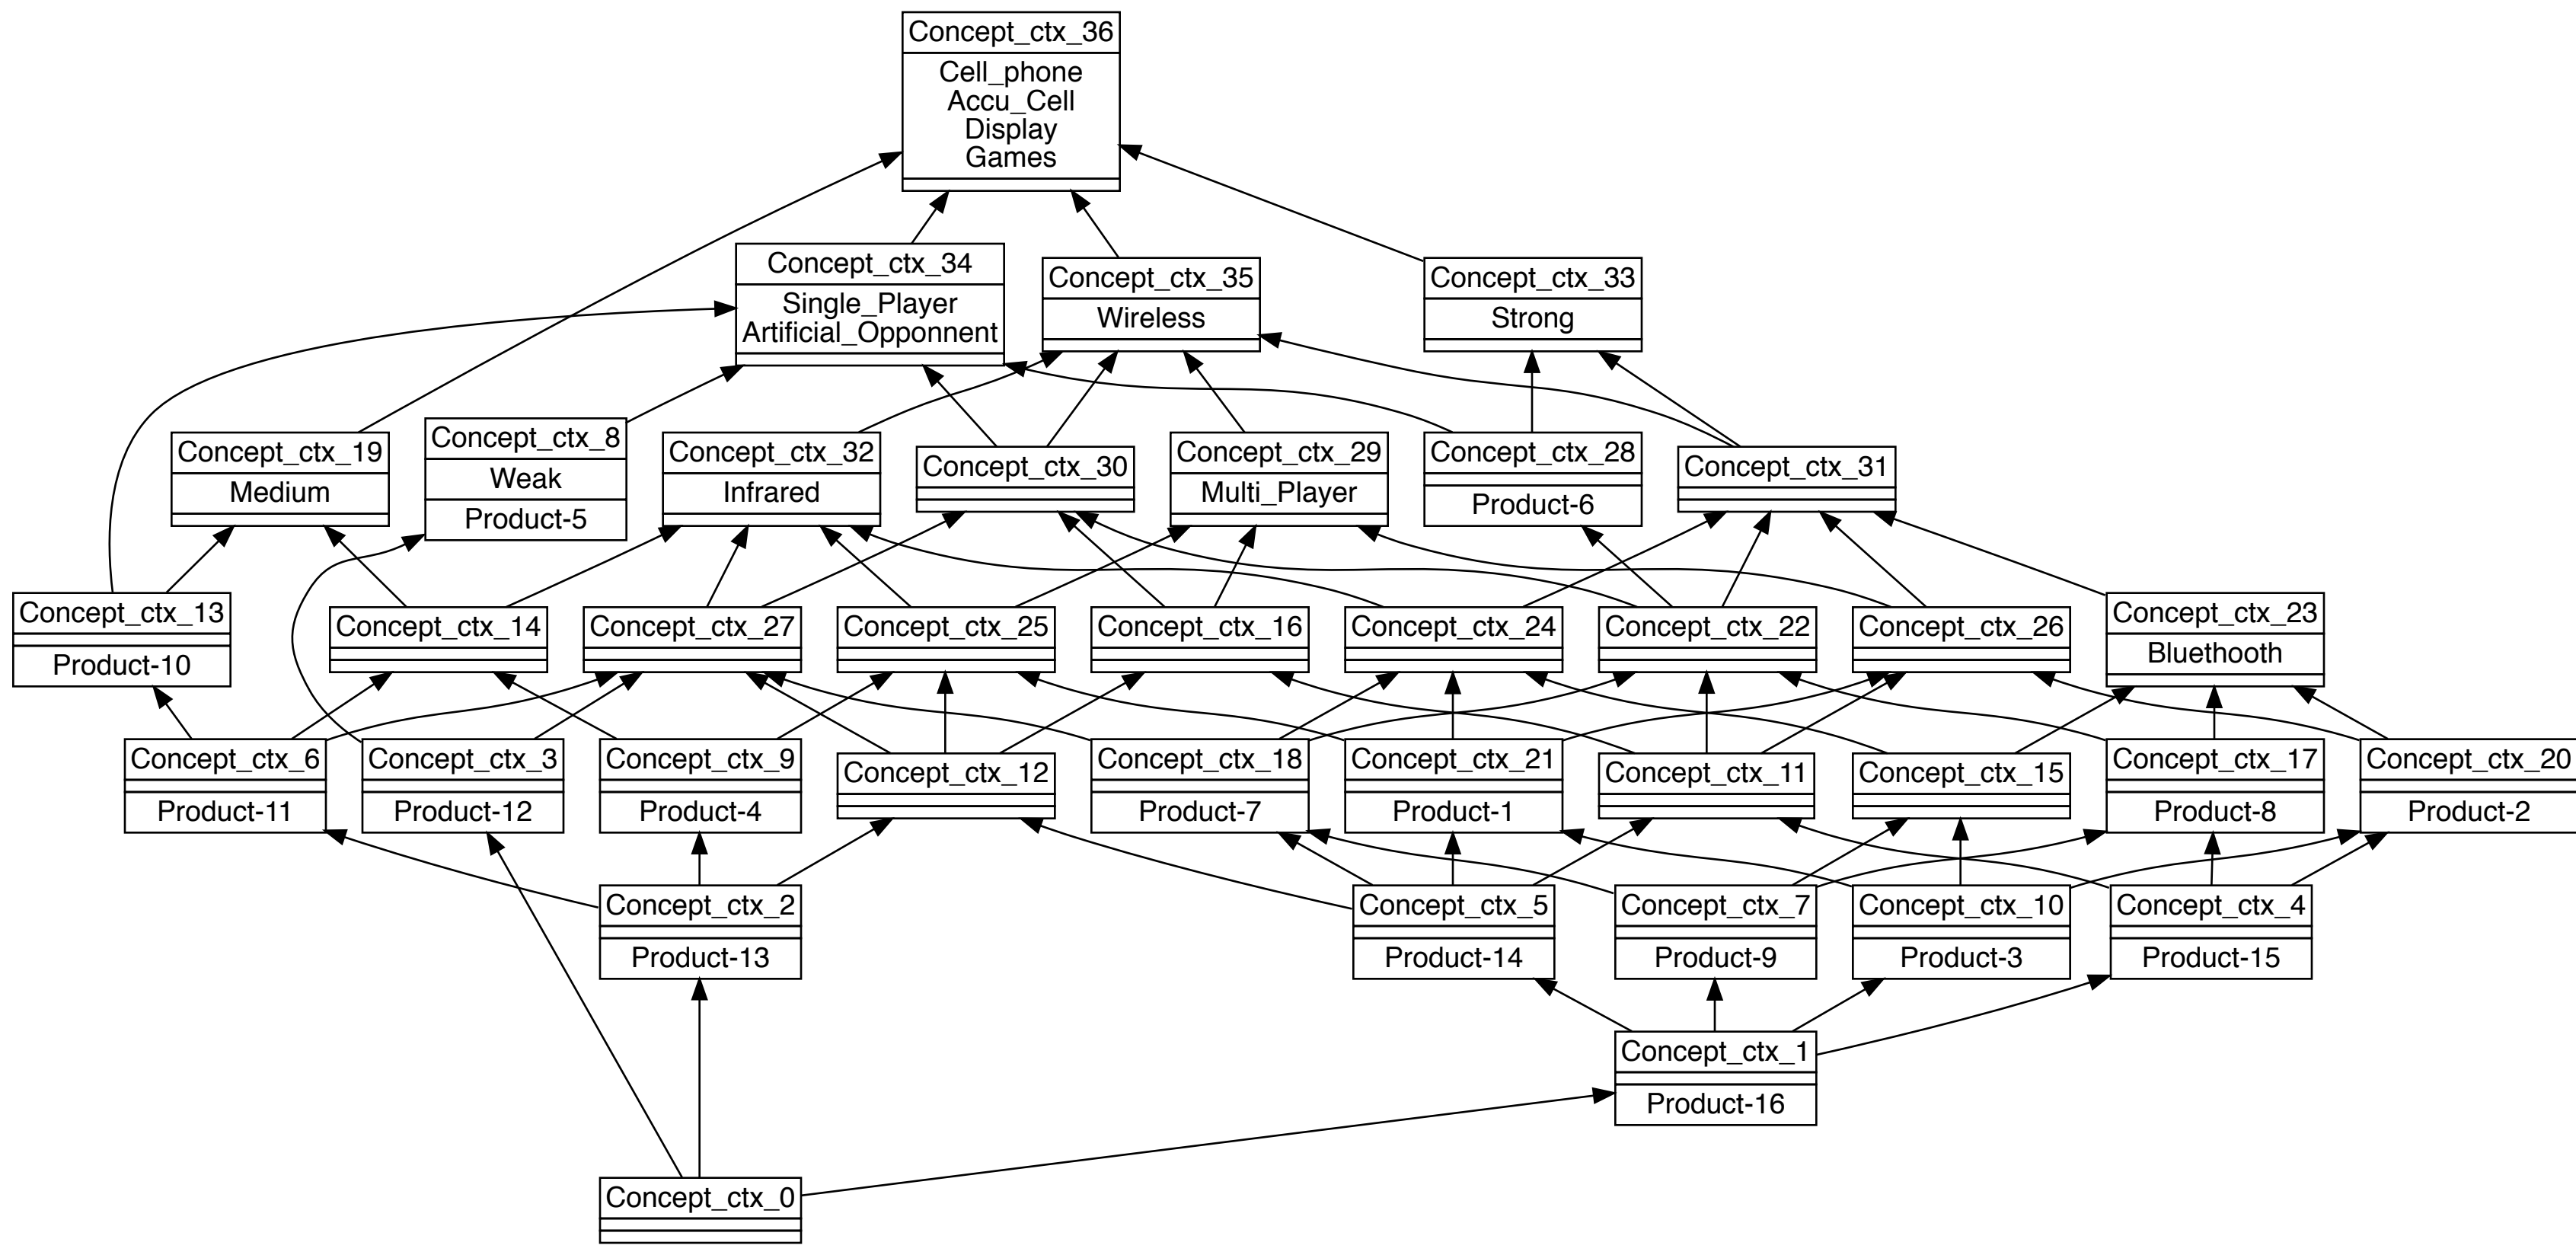 Concept_ctx_36
Cell_phone
Accu_Cell
Display
Games
Concept_ctx_34
Single_Player
Artificial_Opponnent
Concept_ctx_35
Wireless
Concept_ctx_33
Strong
Concept_ctx_19
Medium
Concept_ctx_8
Weak
Product-5
Concept_ctx_32
Infrared
Concept_ctx_30
Concept_ctx_29
Multi_Player
Concept_ctx_28
Product-6
Concept_ctx_31
Concept_ctx_13
Product-10
Concept_ctx_14
Concept_ctx_27
Concept_ctx_25
Concept_ctx_16
Concept_ctx_24
Concept_ctx_22
Concept_ctx_26
Concept_ctx_23
Bluethooth
Concept_ctx_6
Product-11
Concept_ctx_3
Product-12
Concept_ctx_9
Product-4
Concept_ctx_12
Concept_ctx_18
Product-7
Concept_ctx_21
Product-1
Concept_ctx_11
Concept_ctx_15
Concept_ctx_17
Product-8
Concept_ctx_20
Product-2
Concept_ctx_2
Product-13
Concept_ctx_5
Product-14
Concept_ctx_7
Product-9
Concept_ctx_10
Product-3
Concept_ctx_4
Product-15
Concept_ctx_1
Product-16
Concept_ctx_0